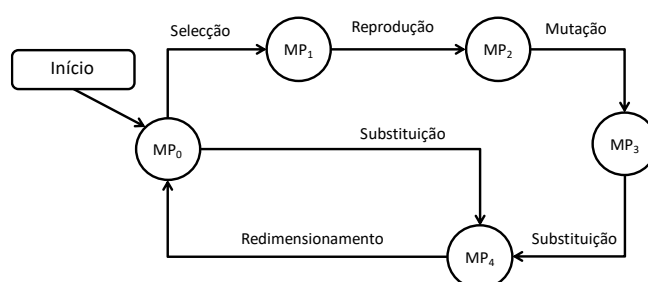 Selecção
MP₁
Reprodução
MP₂
Mutação
Início
MP₀
Substituição
MP₃
Redimensionamento
MP₄
Substituição